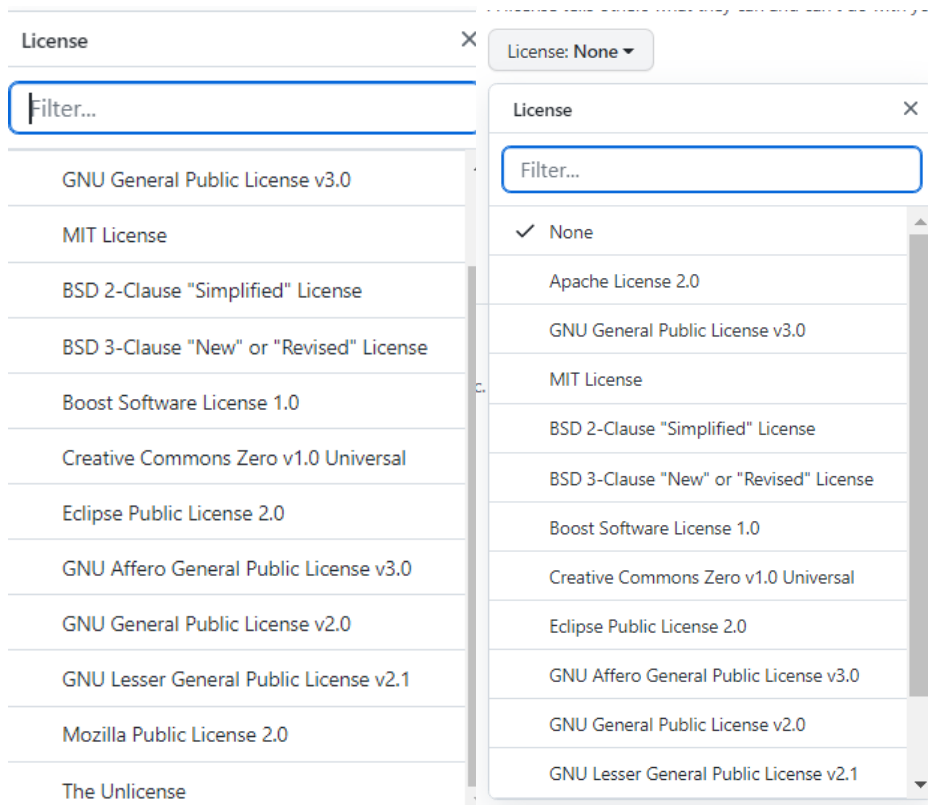 License
Filter...
GNU General Public License v3.0
MIT License
BSD 2-Clause "Simplified" License
BSD 3-Clause "New" or "Revised" License
Boost Software License 1.0
Creative Commons Zero v1.0 Universal
Eclipse Public License 2.0
GNU Affero General Public License v3.0
GNU General Public License v2.0
GNU Lesser General Public License v2.1
Mozilla Public License 2.0
The Unlicense
License: None
License
Filter...
None
Apache License 2.0
GNU General Public License v3.0
MIT License
BSD 2-Clause "Simplified" License
BSD 3-Clause "New" or "Revised" License
Boost Software License 1.0
Creative Commons Zero v1.0 Universal
Eclipse Public License 2.0
GNU Affero General Public License v3.0
GNU General Public License v2.0
GNU Lesser General Public License v2.1
c.